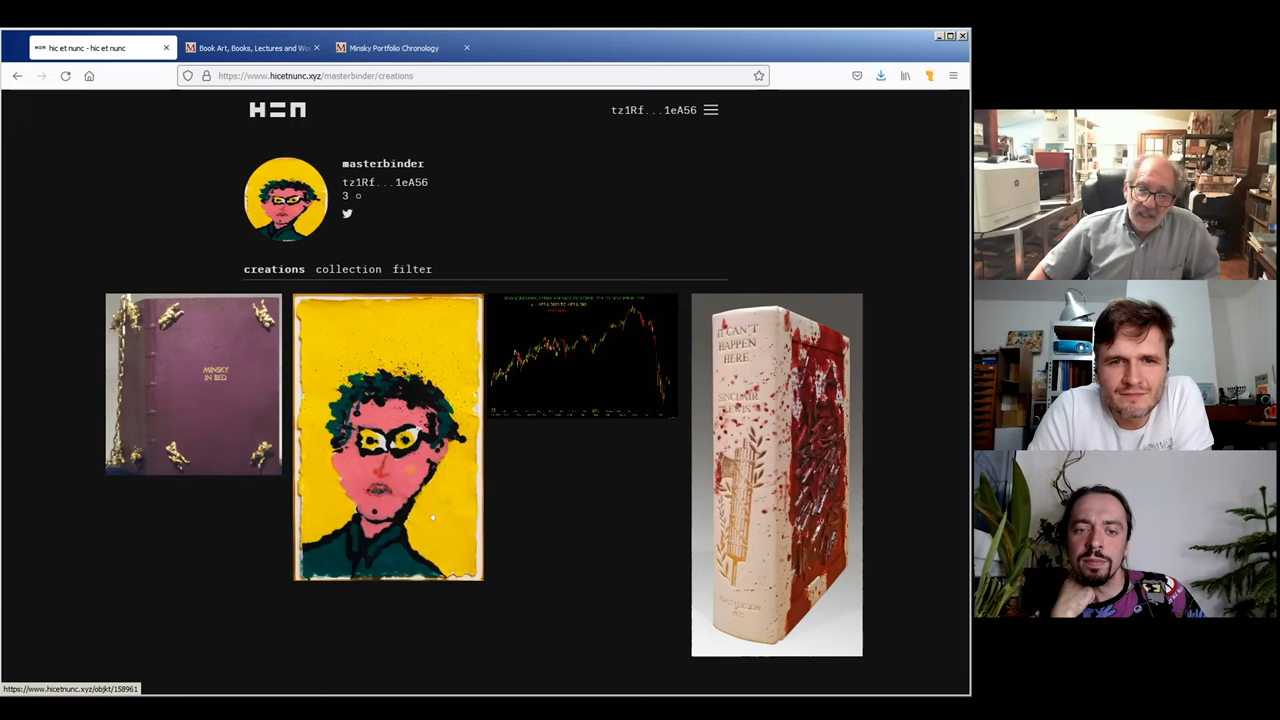 hic et nunc - hic et nunc
Book Art, Books, Lectures and Wo
Minsky Portfolio Chronology
https://www.hicetnunc.xyz/masterbinder/creations
H=N
tz1Rf...1eA56
masterbinder
tz1Rf...1eA56
3 ○
creations collection filter
MINSKY
IN BED
IT CAN'T
HAPPEN
HERE
SINCLAIR
LEWIS
https://www.hicetnunc.xyz/objkt/158961